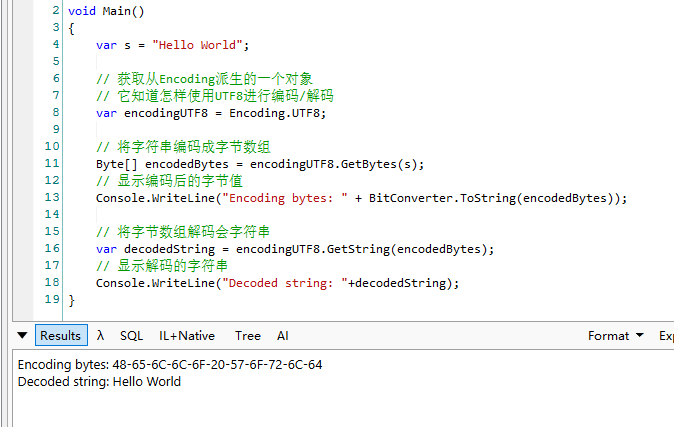 2 void Main()
3 {
4 var s = "Hello World";
5
6 // 获取从Encoding派生的一个对象
7 // 它知道怎样使用UTF8进行编码/解码
8 var encodingUTF8 = Encoding.UTF8;
9
10 // 将字符串编码成字节数组
11 Byte[] encodedBytes = encodingUTF8.GetBytes(s);
12 // 显示编码后的字节值
13 Console.WriteLine("Encoding bytes: " + BitConverter.ToString(encodedBytes));
14
15 // 将字节数组解码会字符串
16 var decodedString = encodingUTF8.GetString(encodedBytes);
17 // 显示解码的字符串
18 Console.WriteLine("Decoded string: "+decodedString);
19 }
Results λ SQL IL+Native Tree AI Format Exp
Encoding bytes: 48-65-6C-6C-6F-20-57-6F-72-6C-64
Decoded string: Hello World